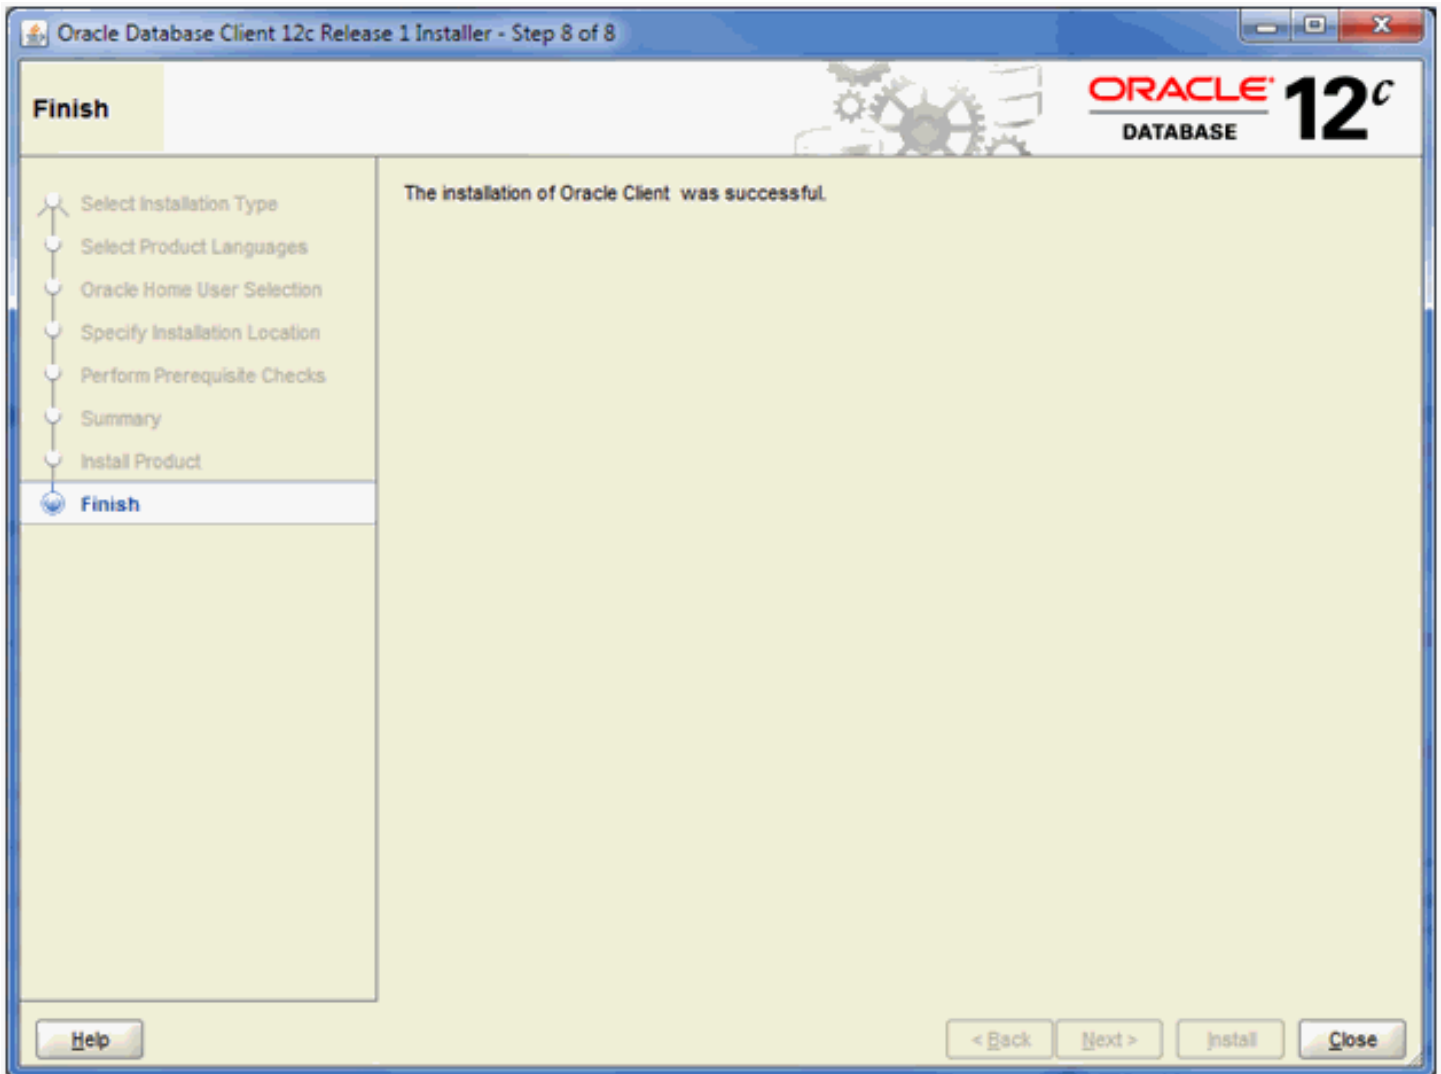 Oracle Database Client 12c Release 1 Installer - Step 8 of 8
Finish
ORACLE DATABASE 12c
Select Installation Type
Select Product Languages
Oracle Home User Selection
Specify Installation Location
Perform Prerequisite Checks
Summary
Install Product
Finish
The installation of Oracle Client  was successful.
Help
< Back
Next >
Install
Close